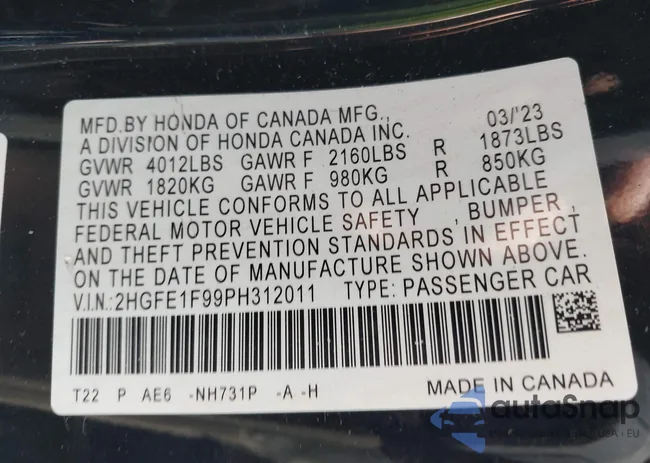 MFD.BY HONDA OF CANADA MFG., 03/'23
A DIVISION OF HONDA CANADA INC.
GVWR 4012LBS GAWR F 2160LBS R 1873LBS
GVWR 1820KG GAWR F 980KG R 850KG
THIS VEHICLE CONFORMS TO ALL APPLICABLE
FEDERAL MOTOR VEHICLE SAFETY , BUMPER ,
AND THEFT PREVENTION STANDARDS IN EFFECT
ON THE DATE OF MANUFACTURE SHOWN ABOVE.
V.I.N.:2HGFE1F99PH312011 TYPE: PASSENGER CAR
T22 P AE6 -NH731P -A -H MADE IN CANADA
autoSnap